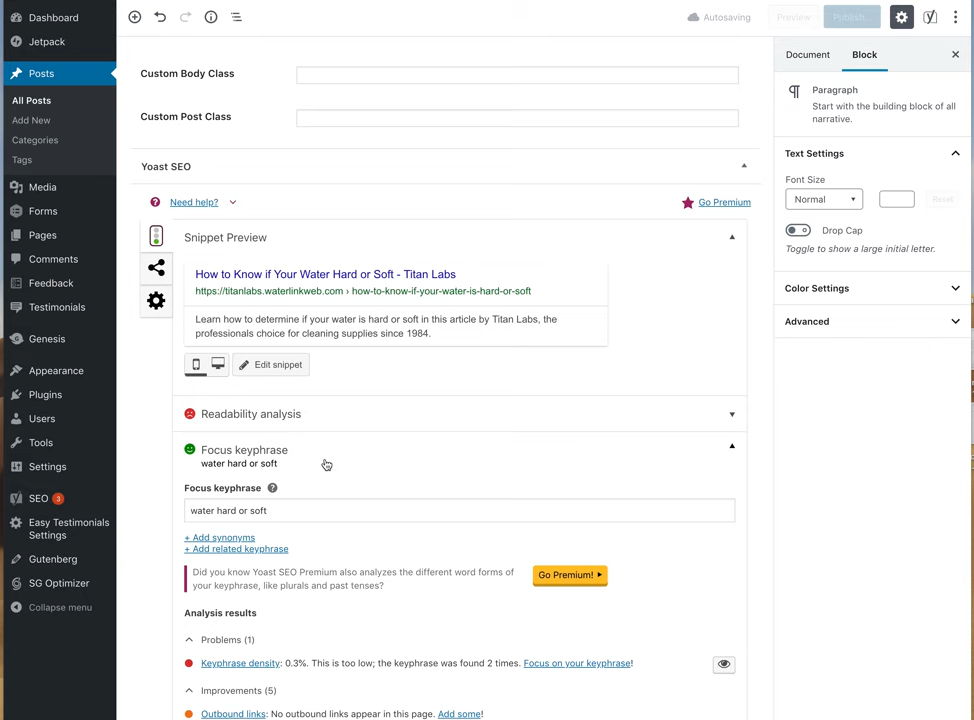 Dashboard
Jetpack
Posts
All Posts
Add New
Categories
Tags
Media
Forms
Pages
Comments
Feedback
Testimonials
Genesis
Appearance
Plugins
Users
Tools
Settings
SEO 3
Easy Testimonials
Settings
Gutenberg
SG Optimizer
Collapse menu
Autosaving
Preview
Publish...
Custom Body Class
Custom Post Class
Yoast SEO
Need help?
Go Premium
Snippet Preview
How to Know if Your Water Hard or Soft - Titan Labs
https://titanlabs.waterlinkweb.com › how-to-know-if-your-water-is-hard-or-soft
Learn how to determine if your water is hard or soft in this article by Titan Labs, the
professionals choice for cleaning supplies since 1984.
Edit snippet
Readability analysis
Focus keyphrase
water hard or soft
Focus keyphrase
water hard or soft
+ Add synonyms
+ Add related keyphrase
Did you know Yoast SEO Premium also analyzes the different word forms of
your keyphrase, like plurals and past tenses?
Go Premium!
Analysis results
Problems (1)
Keyphrase density: 0.3%. This is too low; the keyphrase was found 2 times. Focus on your keyphrase!
Improvements (5)
Outbound links: No outbound links appear in this page. Add some!
Document
Block
Paragraph
Start with the building block of all
narrative.
Text Settings
Font Size
Normal
Reset
Drop Cap
Toggle to show a large initial letter.
Color Settings
Advanced